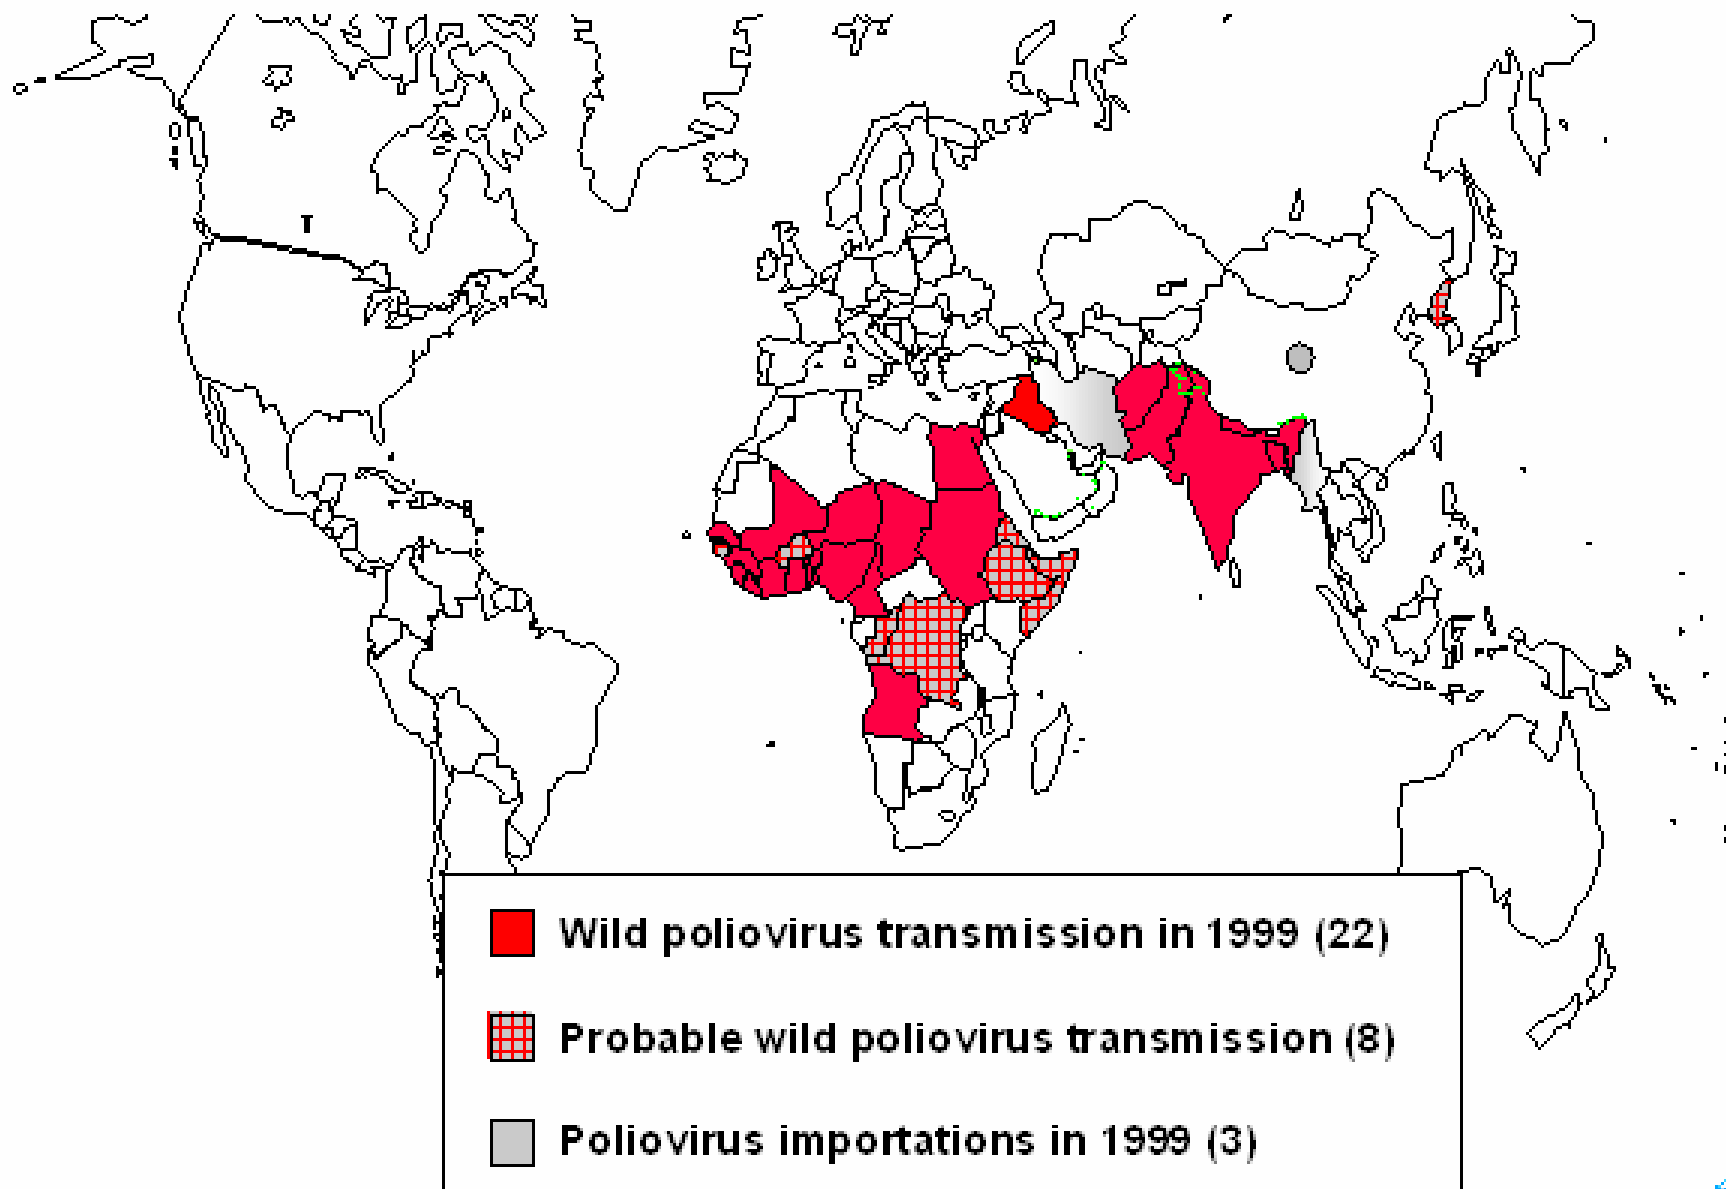 T
Wild poliovirus transmission in 1999 (22)
Probable wild poliovirus transmission (8)
Poliovirus importations in 1999 (3)